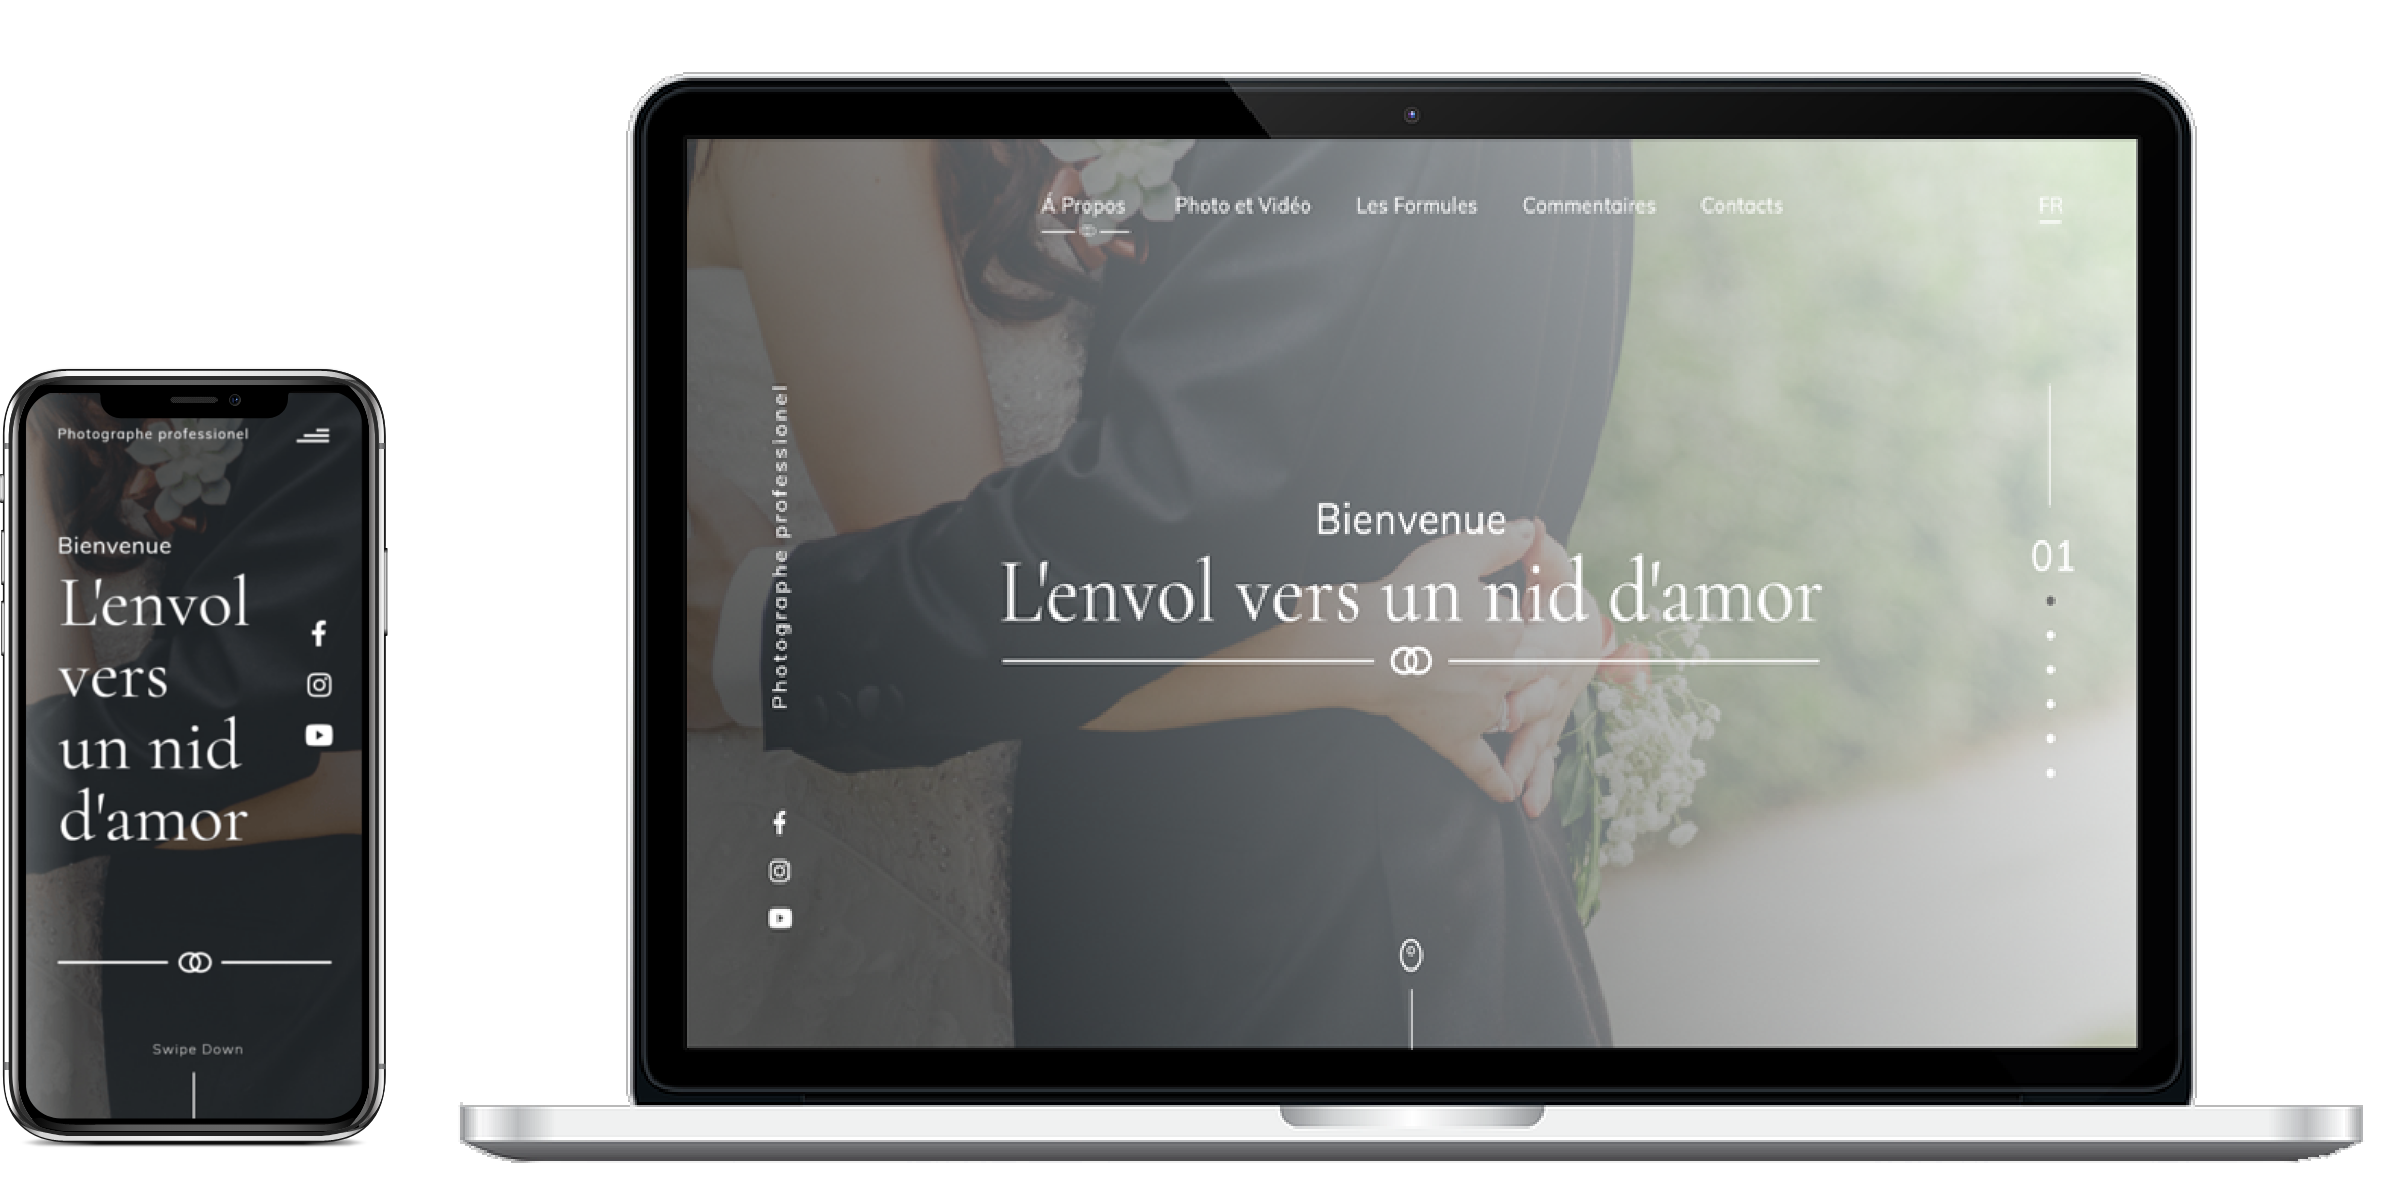 Photographe professionel
Bienvenue
L'envol
vers
un nid
d'amor
Swipe Down
Á Propos
Photo et Vidéo
Les Formules
Commentaires
Contacts
FR
Photographe professionel
Bienvenue
L'envol vers un nid d'amor
01